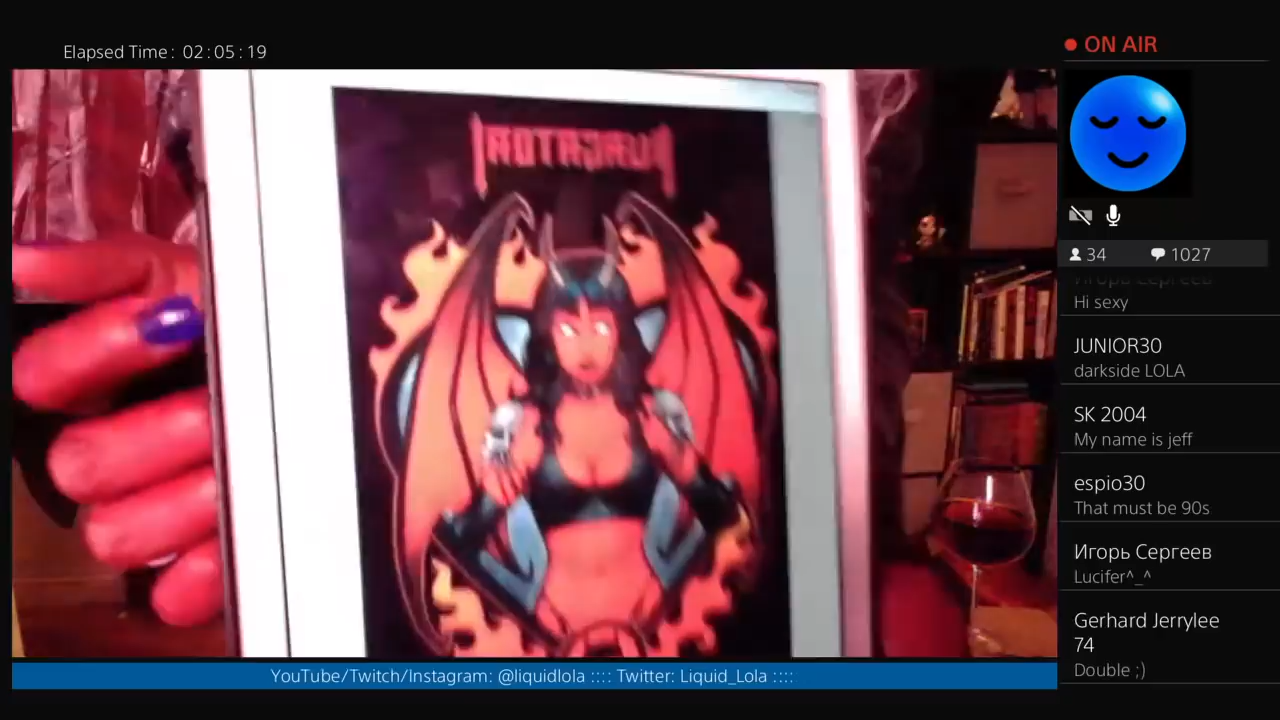 Elapsed Time: 02:05:19
ON AIR
34 1027
Игорь Сергеев
Hi sexy
JUNIOR30
darkside LOLA
SK 2004
My name is jeff
espio30
That must be 90s
Игорь Сергеев
Lucifer^_^
Gerhard Jerrylee
74
Double ;)
YouTube/Twitch/Instagram: @liquidlola :::: Twitter: Liquid_Lola ::::